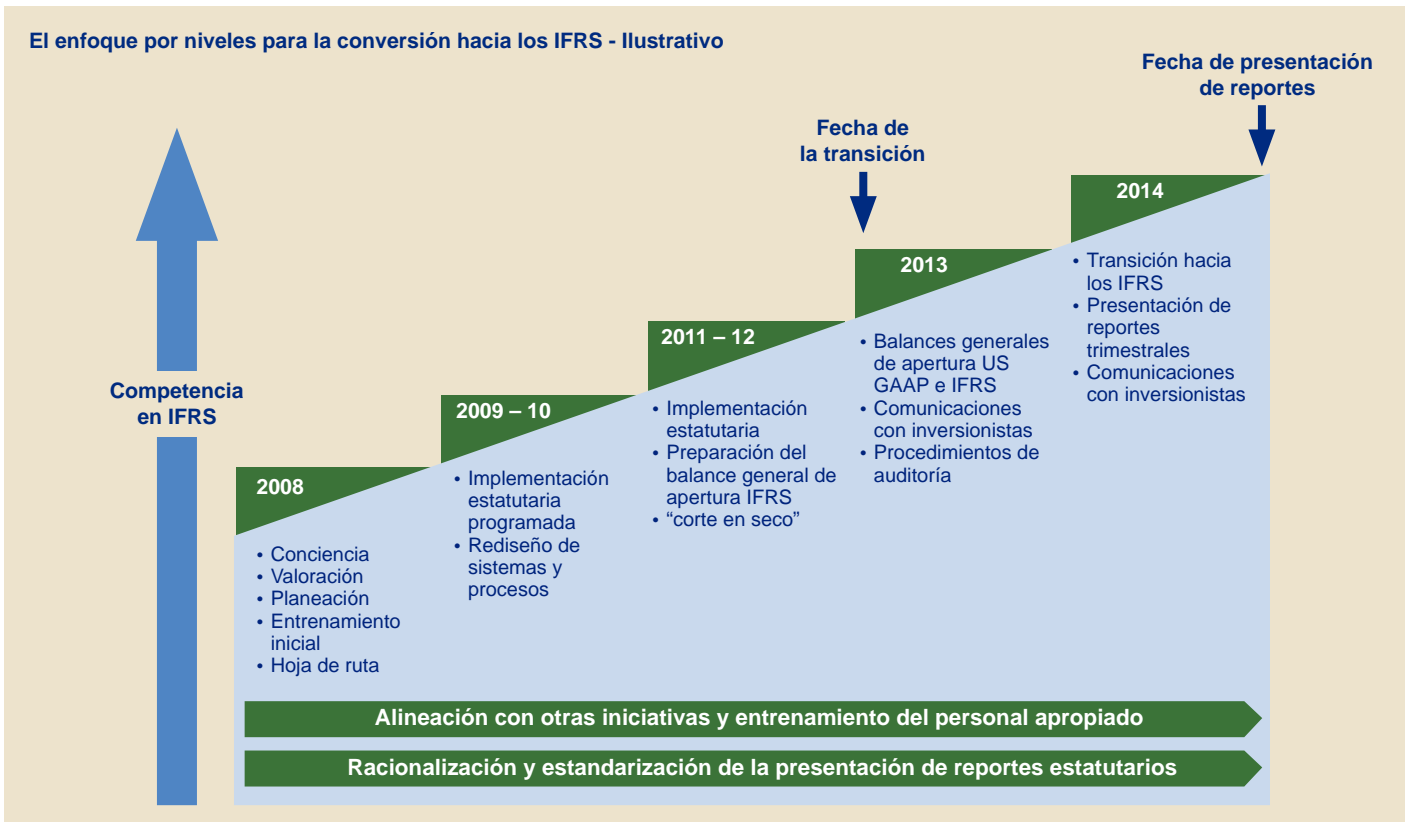 El enfoque por niveles para la conversión hacia los IFRS - Ilustrativo
Fecha de presentación
de reportes
Fecha de
la transición
Competencia
en IFRS
2008
• Conciencia
• Valoración
• Planeación
• Entrenamiento
inicial
• Hoja de ruta
2009 – 10
• Implementación
estatutaria
programada
• Rediseño de
sistemas y
procesos
2011 – 12
• Implementación
estatutaria
• Preparación del
balance general de
apertura IFRS
• “corte en seco”
2013
• Balances generales
de apertura US
GAAP e IFRS
• Comunicaciones
con inversionistas
• Procedimientos de
auditoría
2014
• Transición hacia
los IFRS
• Presentación de
reportes
trimestrales
• Comunicaciones
con inversionistas
Alineación con otras iniciativas y entrenamiento del personal apropiado
Racionalización y estandarización de la presentación de reportes estatutarios